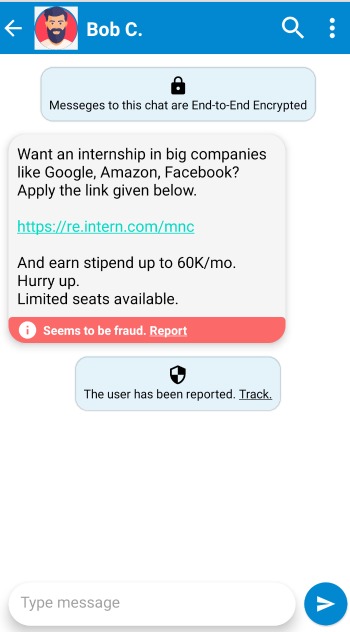 Bob C.
Messeges to this chat are End-to-End Encrypted
Want an internship in big companies
like Google, Amazon, Facebook?
Apply the link given below.
https://re.intern.com/mnc
And earn stipend up to 60K/mo.
Hurry up.
Limited seats available.
Seems to be fraud. Report
The user has been reported. Track.
Type message